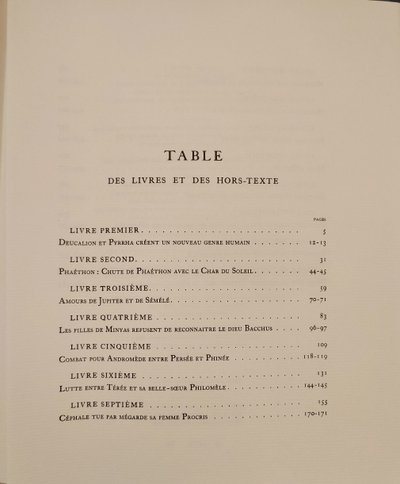 TABLE
DES LIVRES ET DES HORS-TEXTE
PAGES
LIVRE PREMIER. . . . . . . . . . . . . . . . . . . . . . . 5
Deucalion et Pyrrha créent un nouveau genre humain . . . . . . . 12-13
LIVRE SECOND. . . . . . . . . . . . . . . . . . . . . . . 31
Phaéthon : Chute de Phaéthon avec le Char du Soleil. . . . . . . 44-45
LIVRE TROISIÈME. . . . . . . . . . . . . . . . . . . . . . 59
Amours de Jupiter et de Sémélé. . . . . . . . . . . . . . . . . 70-71
LIVRE QUATRIÈME . . . . . . . . . . . . . . . . . . . . . 83
Les filles de Minyas refusent de reconnaitre le dieu Bacchus . . . 96-97
LIVRE CINQUIÈME . . . . . . . . . . . . . . . . . . . . . 109
Combat pour Andromède entre Persée et Phinée . . . . . . . . . 118-119
LIVRE SIXIÈME . . . . . . . . . . . . . . . . . . . . . . 131
Lutte entre Térée et sa belle-sœur Philomèle. . . . . . . . . . . 144-145
LIVRE SEPTIÈME . . . . . . . . . . . . . . . . . . . . . . 155
Céphale tue par mégarde sa femme Procris . . . . . . . . . . . 170-171